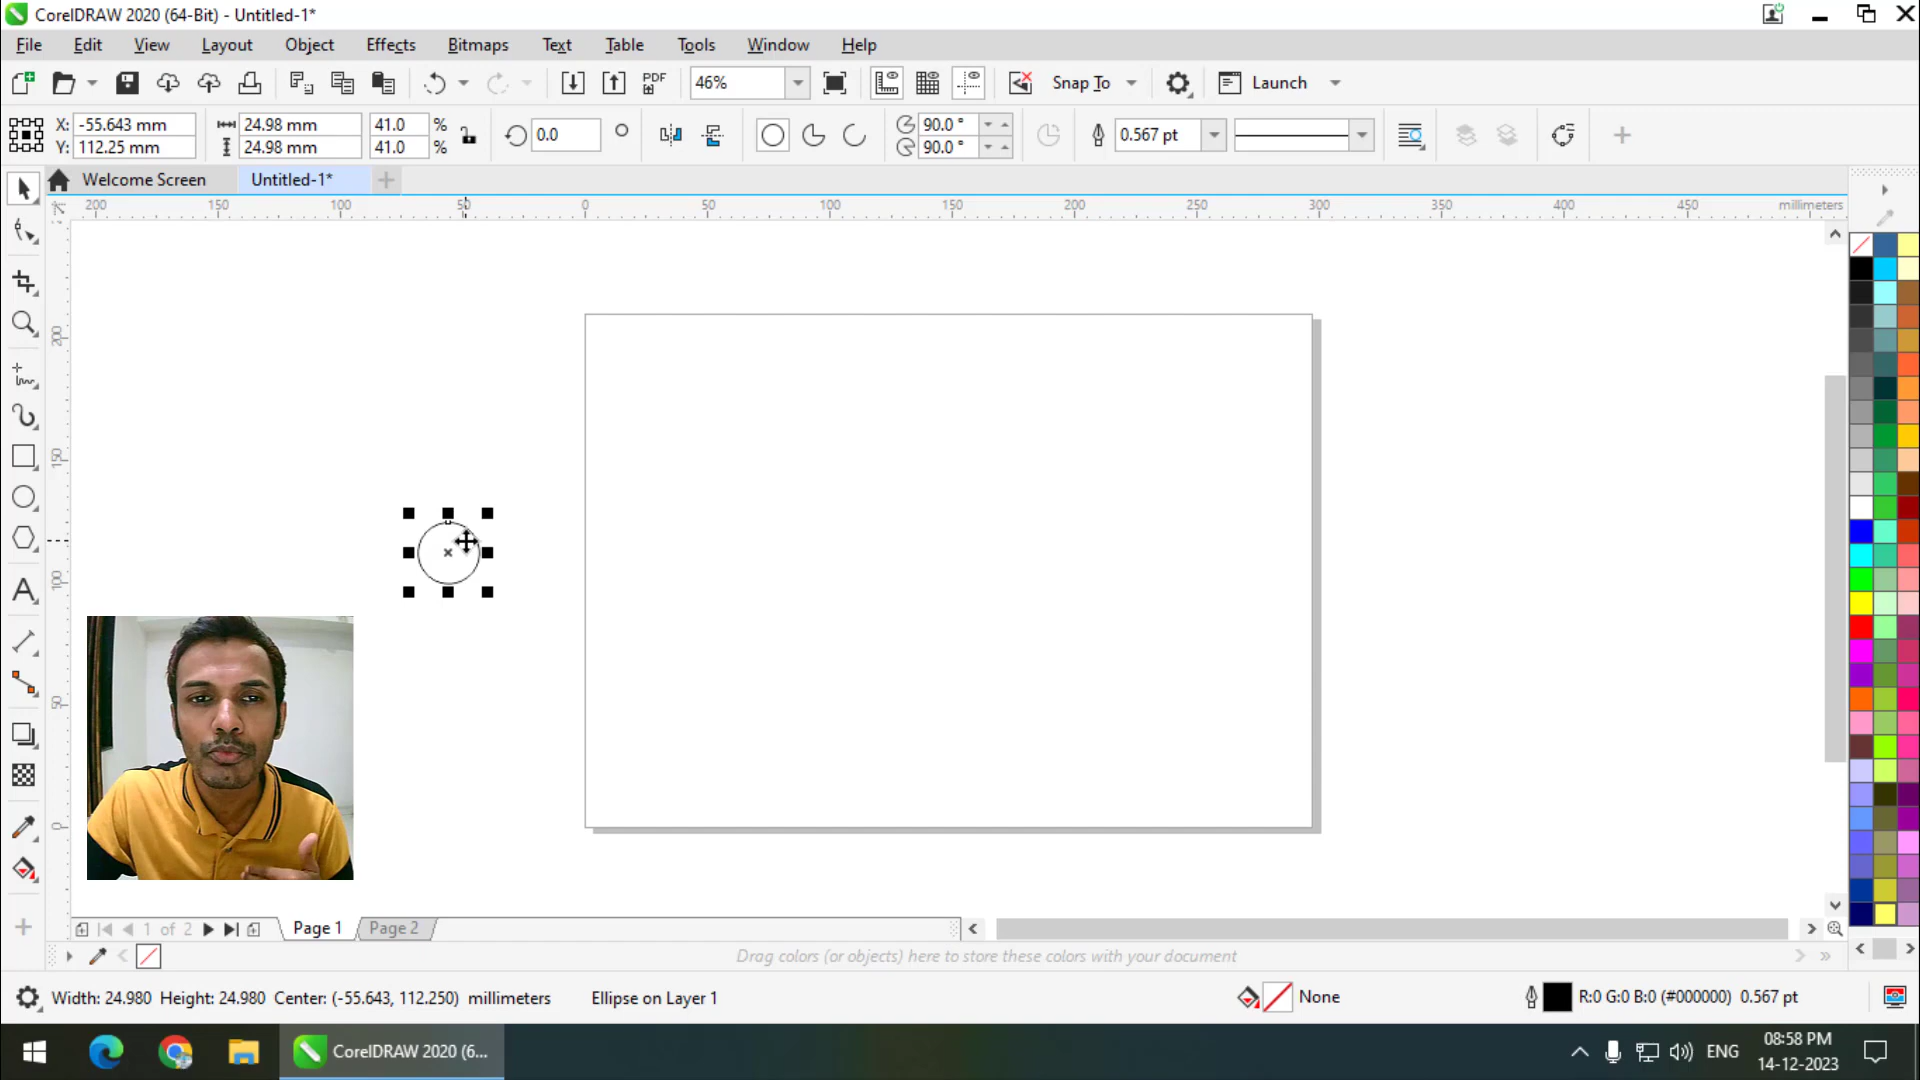 CorelDRAW 2020 (64-Bit) - Untitled-1*
File Edit View Layout Object Effects Bitmaps Text Table Tools Window Help
PDF 46% Snap To Launch
X: -55.643 mm 24.98 mm 41.0 % 0.0 ° 90.0 ° 0.567 pt
Y: 112.25 mm 24.98 mm 41.0 % 90.0 °
Welcome Screen Untitled-1*
200 150 100 50 0 50 100 150 200 250 300 350 400 450 millimeters
200
150
100
50
0
1 of 2 Page 1 Page 2
Drag colors (or objects) here to store these colors with your document
Width: 24.980 Height: 24.980 Center: (-55.643, 112.250) millimeters Ellipse on Layer 1 None R:0 G:0 B:0 (#000000) 0.567 pt
CorelDRAW 2020 (6... ENG 08:58 PM
14-12-2023